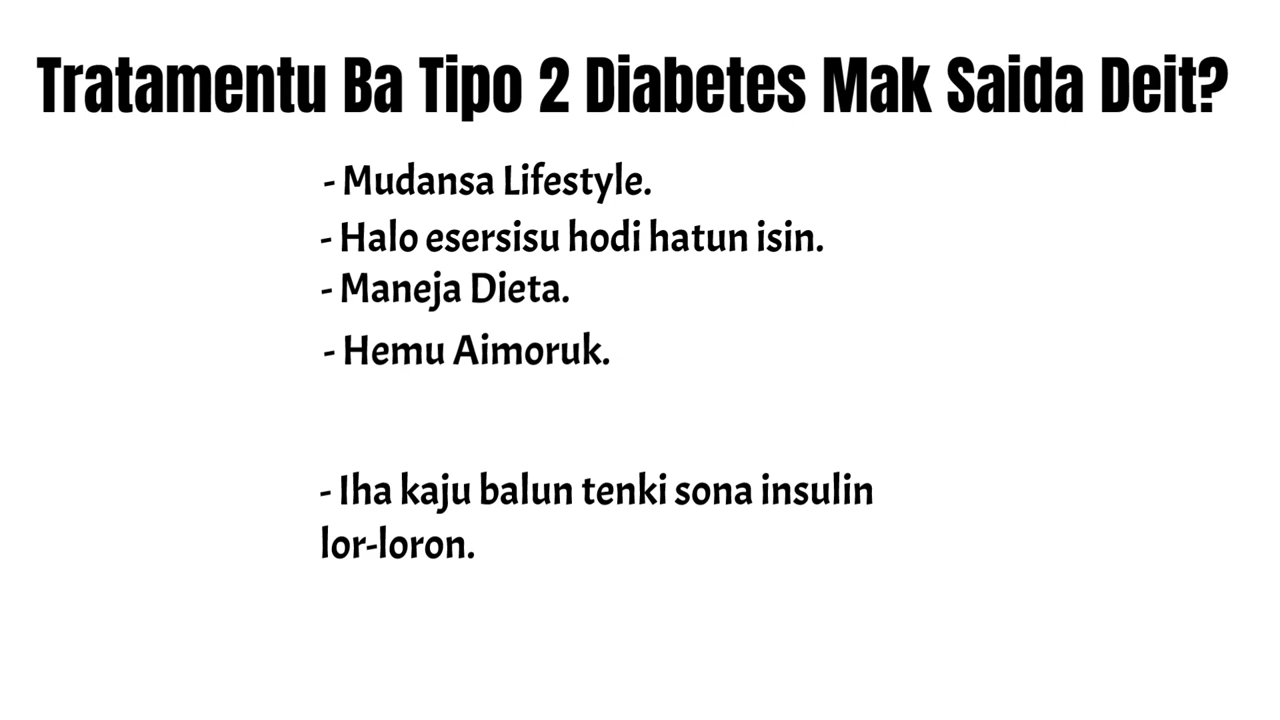 Tratamentu Ba Tipo 2 Diabetes Mak Saida Deit?
- Mudansa Lifestyle.
- Halo esersisu hodi hatun isin.
- Maneja Dieta.
- Hemu Aimoruk.
- Iha kaju balun tenki sona insulin
lor-loron.